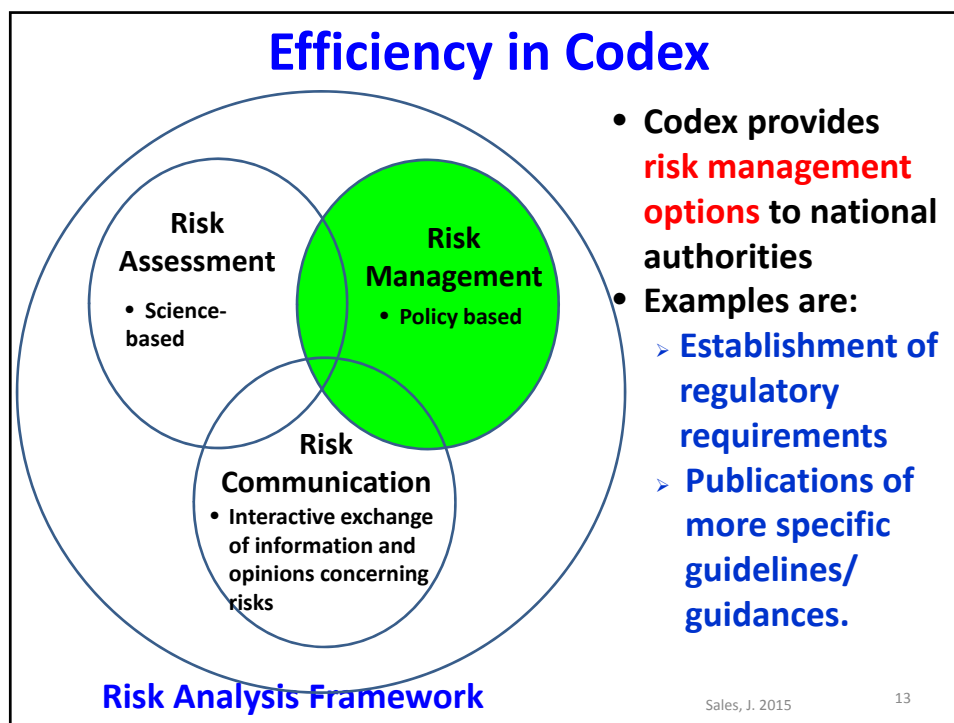 Efficiency in Codex
Risk
Assessment
• Science-
based
Risk
Management
• Policy based
Risk
Communication
• Interactive exchange
of information and
opinions concerning
risks
Risk Analysis Framework
• Codex provides
risk management
options to national
authorities
• Examples are:
➢ Establishment of
regulatory
requirements
➢ Publications of
more specific
guidelines/
guidances.
Sales, J. 2015
13